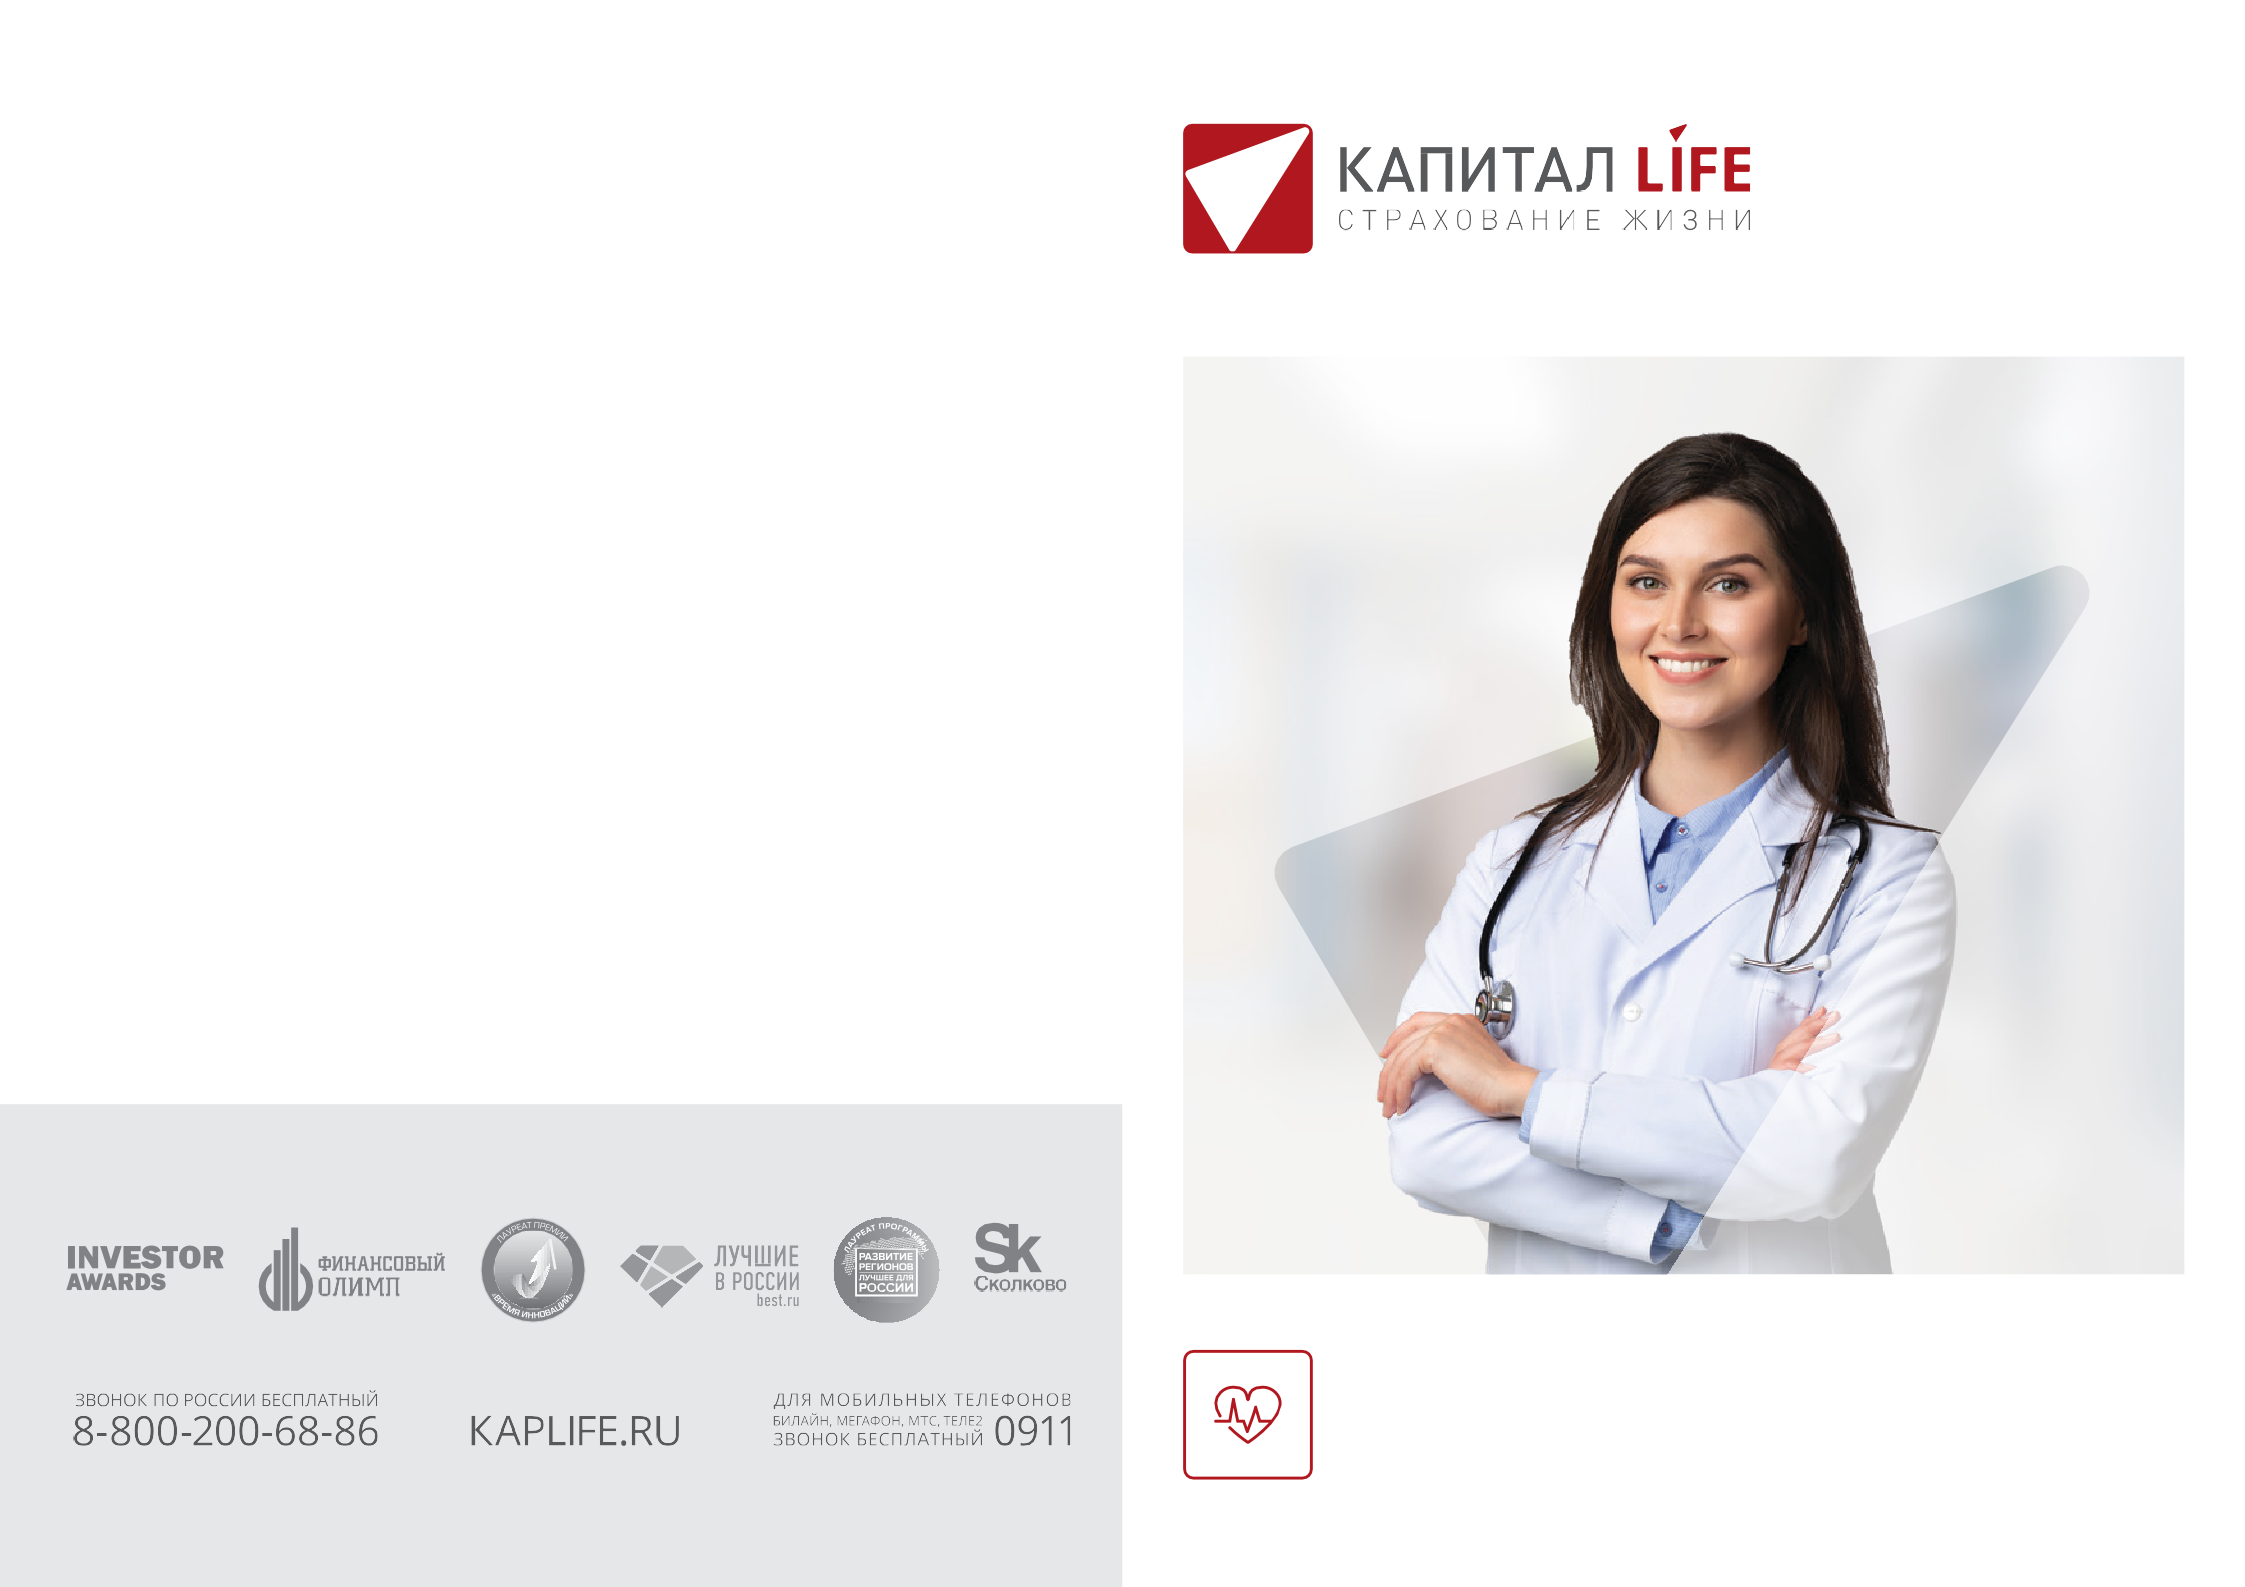 КАПИТАЛ LIFE
СТРАХОВАНИЕ ЖИЗНИ
INVESTOR
AWARDS
ФИНАНСОВЫЙ
ОЛИМП
ЛАУРЕАТ ПРЕМИИ
«ВРЕМЯ ИННОВАЦИЙ»
ЛУЧШИЕ
В РОССИИ
best.ru
ЛАУРЕАТ ПРОГРАММЫ
РАЗВИТИЕ
РЕГИОНОВ
ЛУЧШЕЕ ДЛЯ
РОССИИ
Sk
Сколково
ЗВОНОК ПО РОССИИ БЕСПЛАТНЫЙ
8-800-200-68-86
KAPLIFE.RU
ДЛЯ МОБИЛЬНЫХ ТЕЛЕФОНОВ
БИЛАЙН, МЕГАФОН, МТС, ТЕЛЕ2
ЗВОНОК БЕСПЛАТНЫЙ 0911